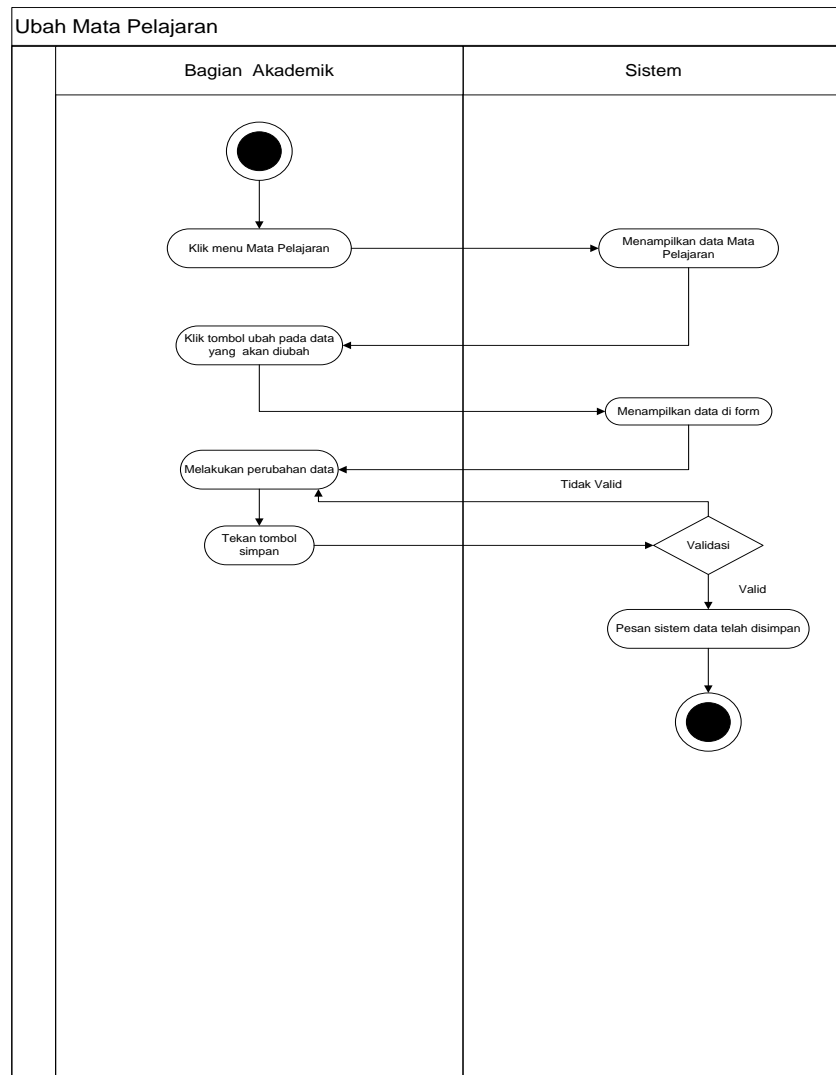 Ubah Mata Pelajaran
Bagian Akademik
Sistem
Klik menu Mata Pelajaran
Menampilkan data Mata
Pelajaran
Klik tombol ubah pada data
yang akan diubah
Menampilkan data di form
Melakukan perubahan data
Tidak Valid
Tekan tombol
simpan
Validasi
Valid
Pesan sistem data telah disimpan